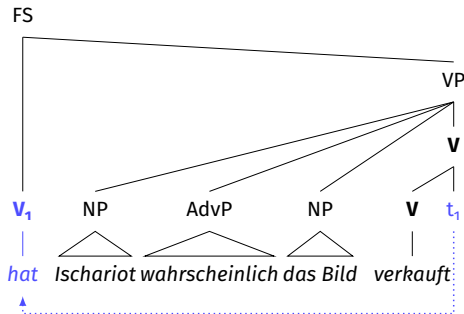 FS
VP
V
V₁ NP AdvP NP V t₁
hat Ischariot wahrscheinlich das Bild verkauft